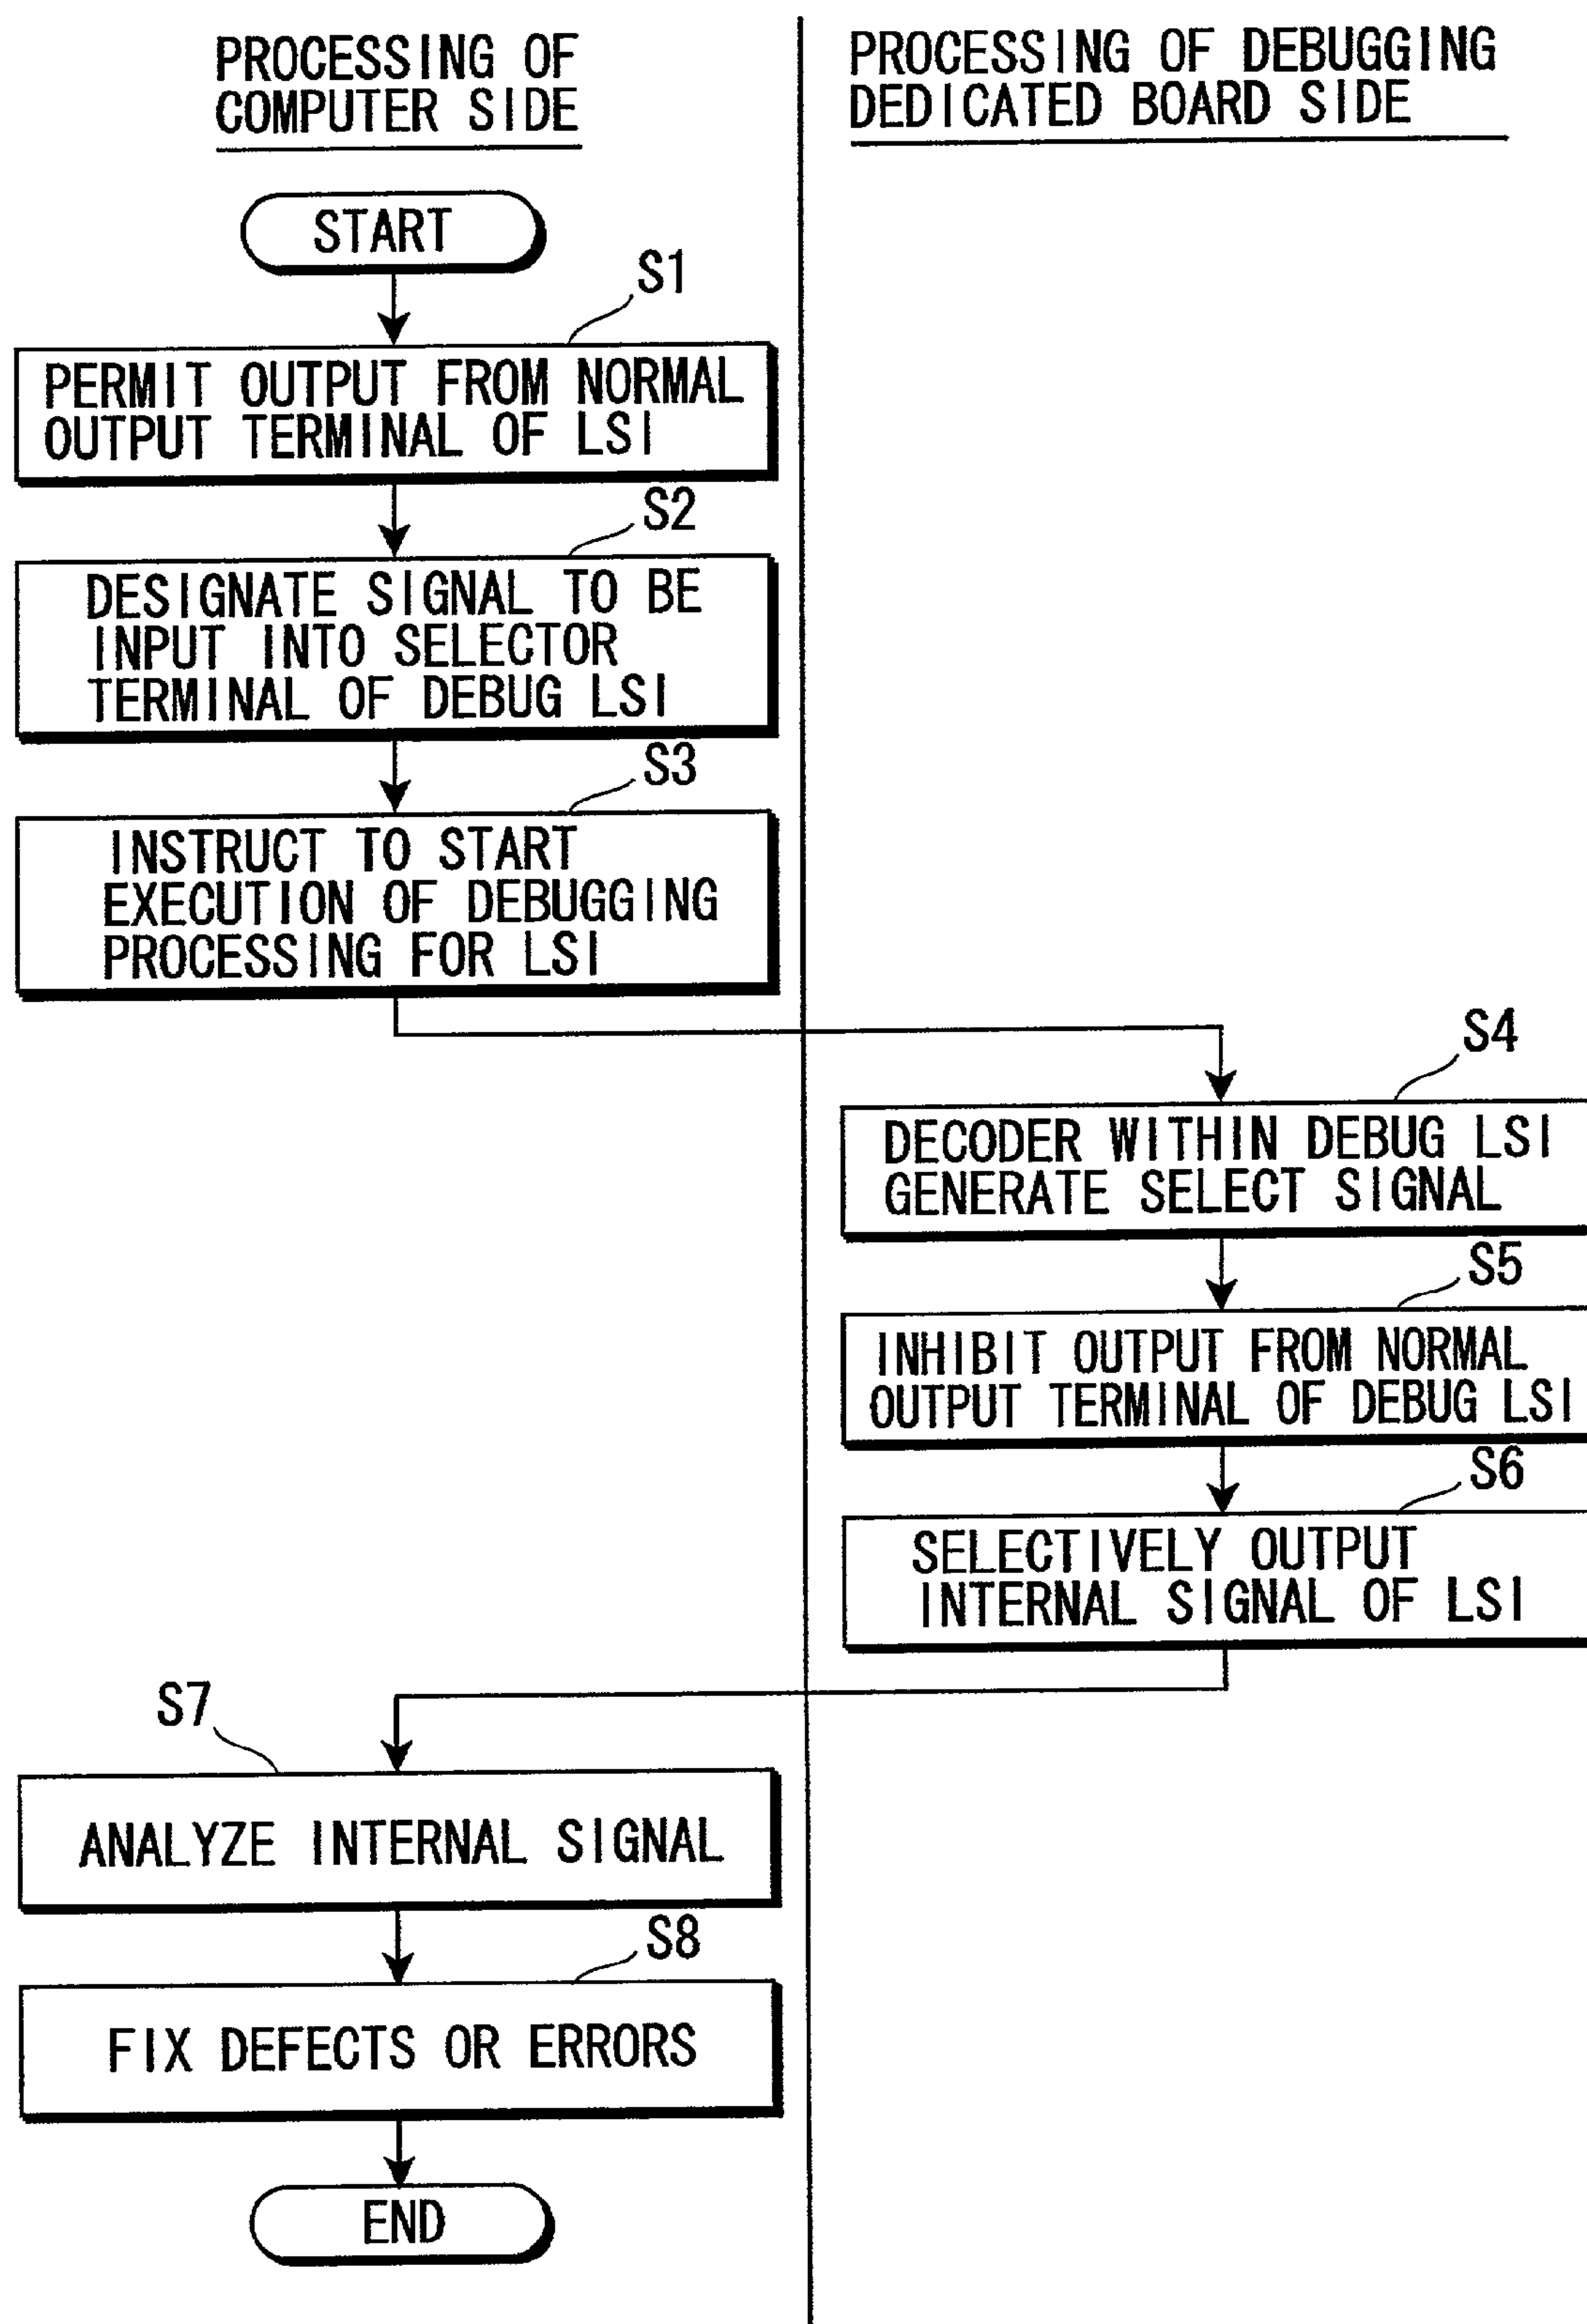 PROCESSING OF
COMPUTER SIDE
PROCESSING OF DEBUGGING
DEDICATED BOARD SIDE
START
S1
PERMIT OUTPUT FROM NORMAL
OUTPUT TERMINAL OF LSI
S2
DESIGNATE SIGNAL TO BE
INPUT INTO SELECTOR
TERMINAL OF DEBUG LSI
S3
INSTRUCT TO START
EXECUTION OF DEBUGGING
PROCESSING FOR LSI
S4
DECODER WITHIN DEBUG LSI
GENERATE SELECT SIGNAL
S5
INHIBIT OUTPUT FROM NORMAL
OUTPUT TERMINAL OF DEBUG LSI
S6
SELECTIVELY OUTPUT
INTERNAL SIGNAL OF LSI
S7
ANALYZE INTERNAL SIGNAL
S8
FIX DEFECTS OR ERRORS
END